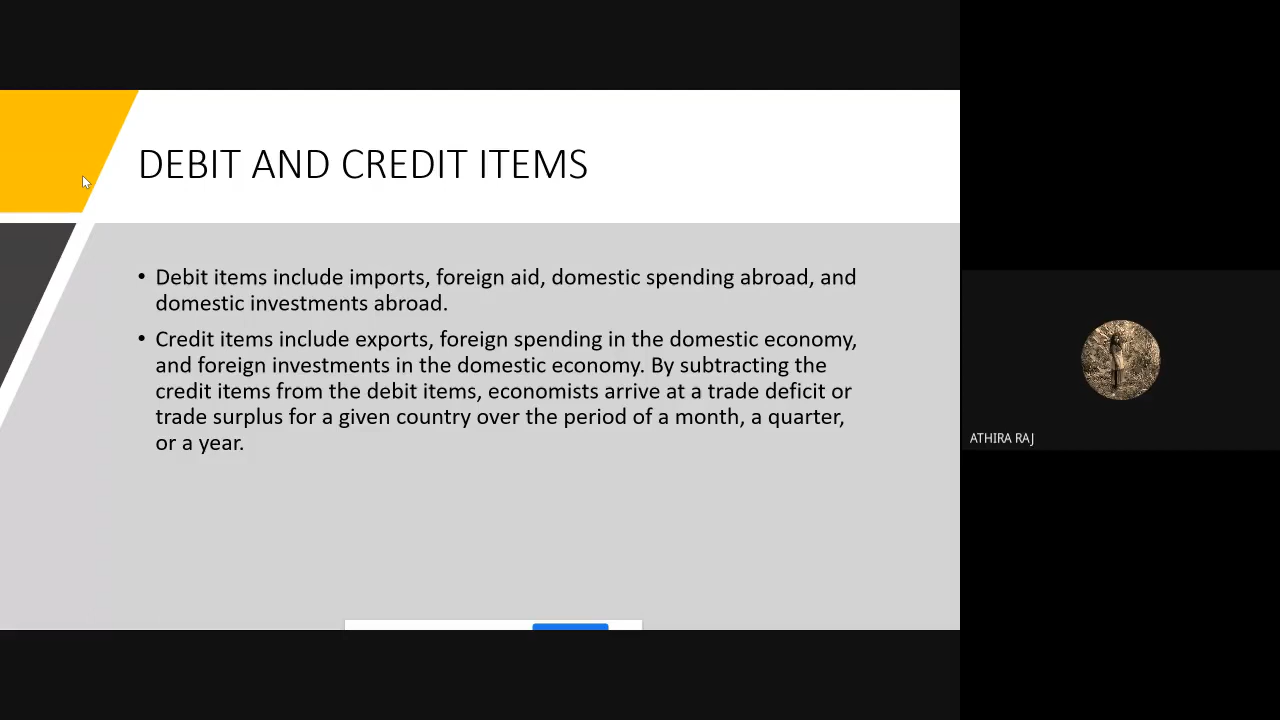 DEBIT AND CREDIT ITEMS
• Debit items include imports, foreign aid, domestic spending abroad, and
domestic investments abroad.
• Credit items include exports, foreign spending in the domestic economy,
and foreign investments in the domestic economy. By subtracting the
credit items from the debit items, economists arrive at a trade deficit or
trade surplus for a given country over the period of a month, a quarter,
or a year.
ATHIRA RAJ